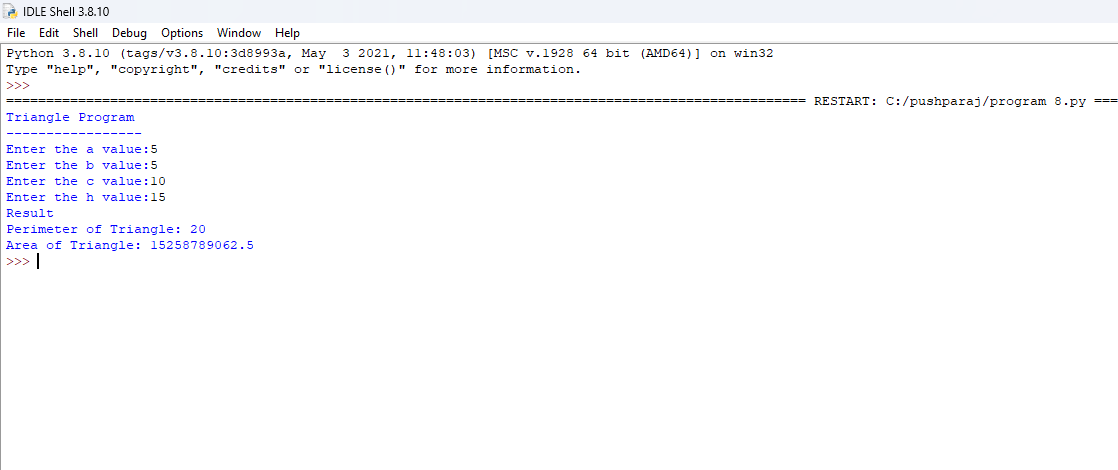 IDLE Shell 3.8.10
File Edit Shell Debug Options Window Help
Python 3.8.10 (tags/v3.8.10:3d8993a, May  3 2021, 11:48:03) [MSC v.1928 64 bit (AMD64)] on win32
Type "help", "copyright", "credits" or "license()" for more information.
>>>
==================================================================================================== RESTART: C:/pushparaj/program 8.py ===
Triangle Program
-----------------
Enter the a value:5
Enter the b value:5
Enter the c value:10
Enter the h value:15
Result
Perimeter of Triangle: 20
Area of Triangle: 15258789062.5
>>>